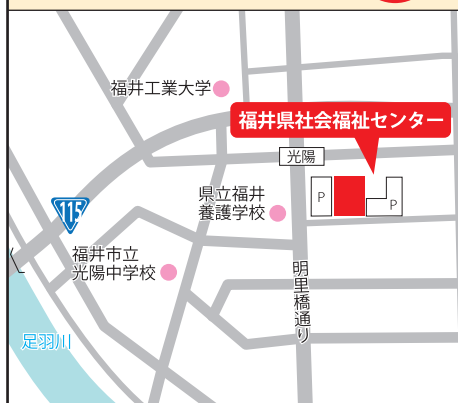 福井工業大学
福井県社会福祉センター
光陽
県立福井
養護学校
P
P
115
福井市立
光陽中学校
明里橋通り
足羽川